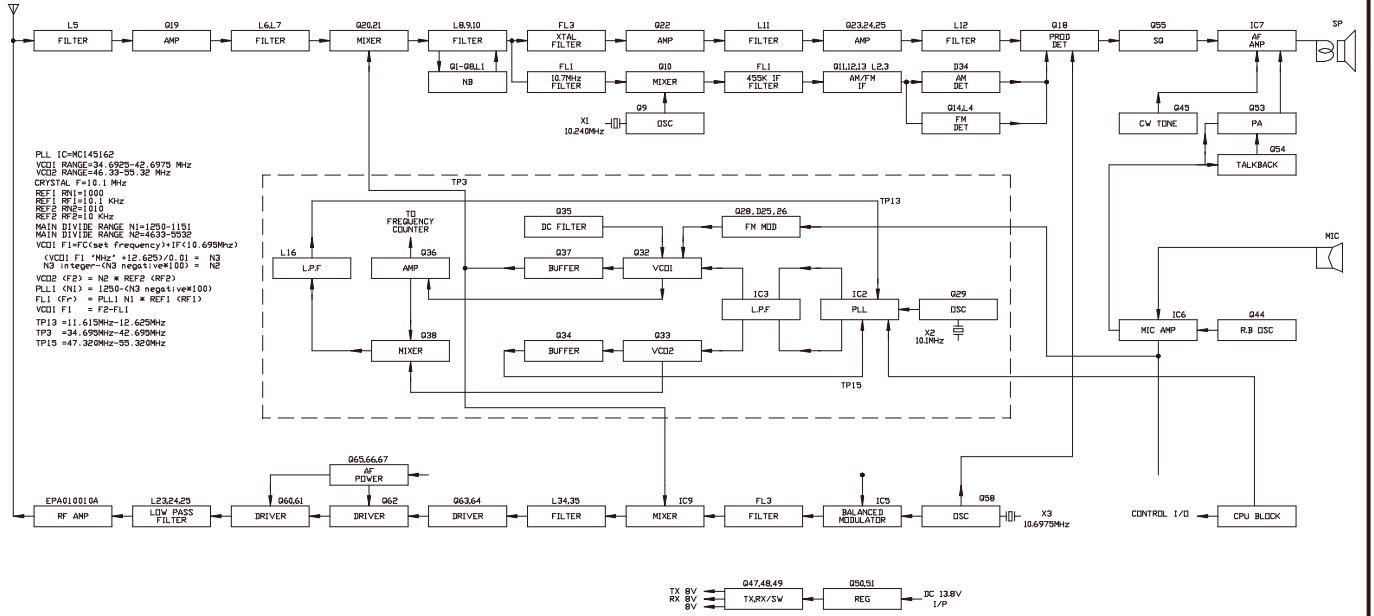 L5
FILTER
Q19
AMP
L6,L7
FILTER
Q20,21
MIXER
L8,9,10
FILTER
FL3
XTAL
FILTER
Q22
AMP
L11
FILTER
Q23,24,25
AMP
L12
FILTER
Q18
PROD
DET
Q55
SQ
IC7
AF
AMP
SP
Q1-Q8,L1
NB
FL1
10.7MHz
FILTER
Q10
MIXER
FL1
455K IF
FILTER
Q11,12,13 L2,3
AM/FM
IF
D34
AM
DET
X1
10.240MHz
Q9
OSC
Q14,L4
FM
DET
Q45
CW TONE
Q53
PA
Q54
TALKBACK
PLL IC=MC145162
VCO1 RANGE=34.6925-42.6975 MHz
VCO2 RANGE=46.33-55.32 MHz
CRYSTAL F=10.1 MHz
REF1 RN1=1000
REF1 RF1=10.1 KHz
REF2 RN2=1010
REF2 RF2=10 KHz
MAIN DIVIDE RANGE N1=1250-1151
MAIN DIVIDE RANGE N2=4633-5532
VCO1 F1=FC(set frequency)+IF(10.695Mhz)
(VCO1 F1 "MHz" +12.625)/0.01 = N3
N3 integer-(N3 negative*100) = N2
VCO2 (F2) = N2 * REF2 (RF2)
PLL1 (N1) = 1250-(N3 negative*100)
FL1 (Fr) = PLL1 N1 * REF1 (RF1)
VCO1 F1 = F2-FL1
TP13 =11.615MHz-12.625MHz
TP3 =34.695MHz-42.695MHz
TP15 =47.320MHz-55.320MHz
TP3
TP13
TO
FREQUENCY
COUNTER
Q35
DC FILTER
Q28,D25,26
FM MOD
L16
L.P.F
Q36
AMP
Q37
BUFFER
Q32
VCO1
IC3
L.P.F
IC2
PLL
Q29
OSC
X2
10.1MHz
Q38
MIXER
Q34
BUFFER
Q33
VCO2
TP15
MIC
IC6
MIC AMP
Q44
R.B OSC
Q65,66,67
AF
POWER
EPA010010A
RF AMP
L23,24,25
LOW PASS
FILTER
Q60,61
DRIVER
Q62
DRIVER
Q63,64
DRIVER
L34,35
FILTER
IC9
MIXER
FL3
FILTER
IC5
BALANCED
MODULATOR
Q58
OSC
X3
10.6975MHz
CONTROL I/O
CPU BLOCK
TX 8V
RX 8V
8V
Q47,48,49
TX,RX/SW
Q50,51
REG
DC 13.8V
I/P